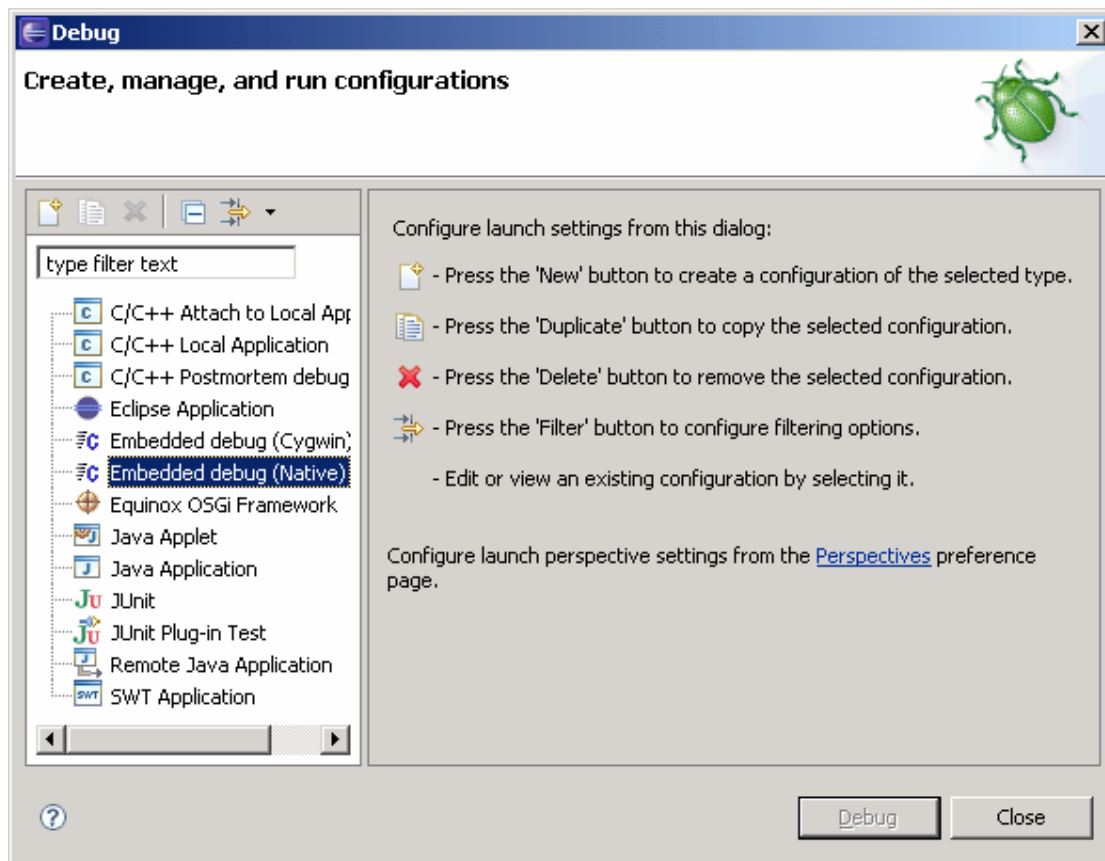 Debug
Create, manage, and run configurations
type filter text
C/C++ Attach to Local App
C/C++ Local Application
C/C++ Postmortem debug
Eclipse Application
Embedded debug (Cygwin)
Embedded debug (Native)
Equinox OSGi Framework
Java Applet
Java Application
JUnit
JUnit Plug-in Test
Remote Java Application
SWT Application
Configure launch settings from this dialog:
- Press the 'New' button to create a configuration of the selected type.
- Press the 'Duplicate' button to copy the selected configuration.
- Press the 'Delete' button to remove the selected configuration.
- Press the 'Filter' button to configure filtering options.
- Edit or view an existing configuration by selecting it.
Configure launch perspective settings from the Perspectives preference
page.
Debug
Close